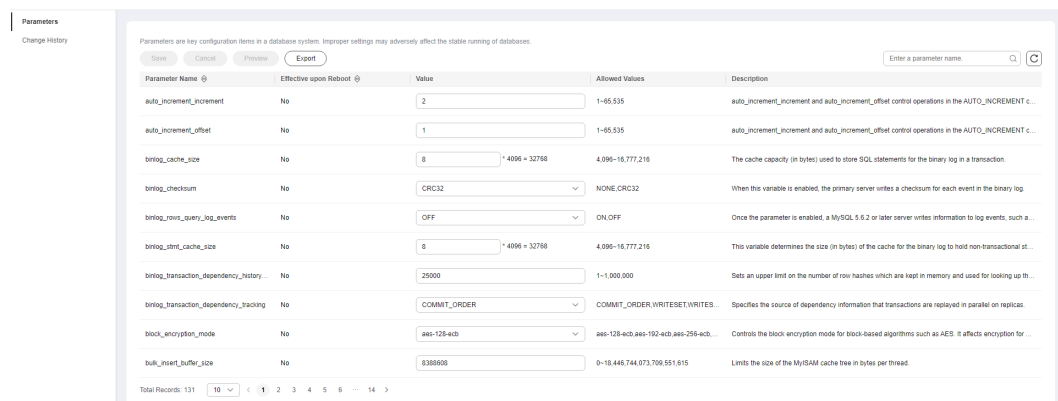 Parameters
Change History
Parameters are key configuration items in a database system. Improper settings may adversely affect the stable running of databases.
Save Cancel Preview Export Enter a parameter name.
Parameter Name Effective upon Reboot Value Allowed Values Description
auto_increment_increment No 2 1~65,535 auto_increment_increment and auto_increment_offset control operations in the AUTO_INCREMENT c...
auto_increment_offset No 1 1~65,535 auto_increment_increment and auto_increment_offset control operations in the AUTO_INCREMENT c...
binlog_cache_size No 8 * 4096 = 32768 4,096~16,777,216 The cache capacity (in bytes) used to store SQL statements for the binary log in a transaction.
binlog_checksum No CRC32 NONE,CRC32 When this variable is enabled, the primary server writes a checksum for each event in the binary log.
binlog_rows_query_log_events No OFF ON,OFF Once the parameter is enabled, a MySQL 5.6.2 or later server writes information to log events, such a...
binlog_stmt_cache_size No 8 * 4096 = 32768 4,096~16,777,216 This variable determines the size (in bytes) of the cache for the binary log to hold non-transactional st...
binlog_transaction_dependency_history... No 25000 1~1,000,000 Sets an upper limit on the number of row hashes which are kept in memory and used for looking up th...
binlog_transaction_dependency_tracking No COMMIT_ORDER COMMIT_ORDER,WRITESET,WRITES... Specifies the source of dependency information that transactions are replayed in parallel on replicas.
block_encryption_mode No aes-128-ecb aes-128-ecb,aes-192-ecb,aes-256-ecb,... Controls the block encryption mode for block-based algorithms such as AES. It affects encryption for ...
bulk_insert_buffer_size No 8388608 0~18,446,744,073,709,551,615 Limits the size of the MyISAM cache tree in bytes per thread.
Total Records: 131 10 < 1 2 3 4 5 6 ... 14 >